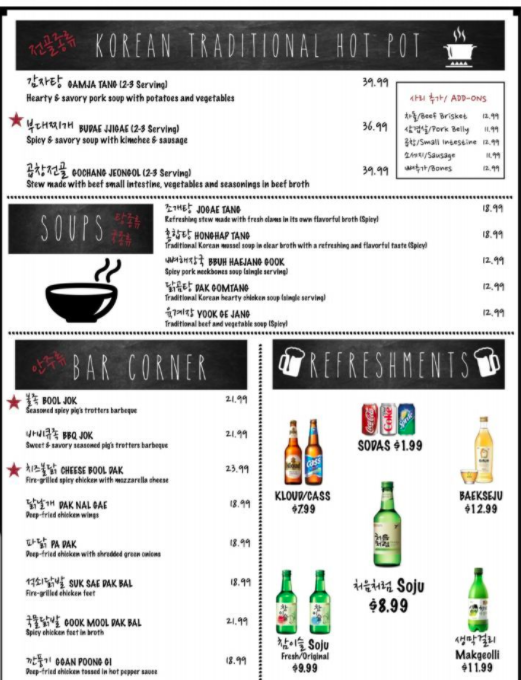 전골종류 KOREAN TRADITIONAL HOT POT
감자탕 GAMJA TANG (2-3 Serving) 39.99
Hearty & savory pork soup with potatoes and vegetables
부대찌개 BUDAE JJIGAE (2-3 Serving) 36.99
Spicy & savory soup with kimchee & sausage
곱창전골 GOCHANG JEONGOL (2-3 Serving) 39.99
Stew made with beef small intestine, vegetables and seasonings in beef broth
사리 추가/ ADD-ONS
차돌/Beef Brisket 12.99
삼겹살/Pork Belly 11.99
곱창/Small Intestine 12.99
소세지/Sausage 11.99
뼈추가/Bones 12.99
SOUPS 탕종류
조개탕 JOGAE TANG 18.99
Refreshing stew made with fresh clams in its own flavorful broth (Spicy)
홍합탕 HONGHAP TANG 18.99
Traditional Korean mussel soup in clear broth with a refreshing and flavorful taste (Spicy)
뼈해장국 BBUH HAEJANG GOOK 12.99
Spicy pork neckbones soup (single serving)
닭곰탕 DAK GOMTANG 12.99
Traditional Korean hearty chicken soup (single serving)
육개장 YOOK GE JANG 12.99
Traditional beef and vegetable soup (Spicy)
안주류 BAR CORNER
불족 BOOL JOK 21.99
Seasoned spicy pig's trotters barbeque
바비큐족 BBQ JOK 21.99
Sweet & savory seasoned pig's trotters barbeque
치즈불닭 CHEESE BOOL DAK 23.99
Fire-grilled spicy chicken with mozzarella cheese
닭날개 DAK NAL GAE 18.99
Deep-fried chicken wings
파닭 PA DAK 18.99
Deep-fried chicken with shredded green onions
석쇠닭발 SUK SAE DAK BAL 18.99
Fire-grilled chicken feet
국물닭발 GOOK MOOL DAK BAL 21.99
Spicy chicken feet in broth
깐풍기 GGAN POONG GI 18.99
Deep-fried chicken tossed in hot pepper sauce
REFRESHMENTS
SODAS $1.99
KLOUD/CASS
$7.99
BAEKSEJU
$12.99
처음처럼 Soju
$8.99
참이슬 Soju
Fresh/Original
$9.99
생막걸리
Makgeolli
$11.99